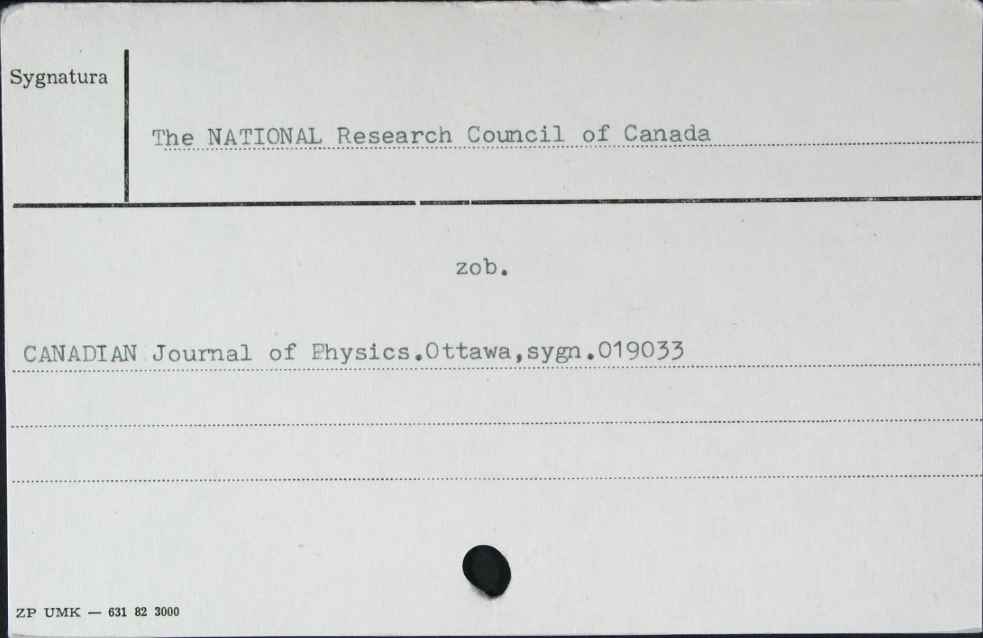 Sygnatura
The NATIONAL Research Council of Canada
zob.
CANADIAN Journal of Physics.Ottawa,sygn.019033
ZP UMK — 631 82 3000